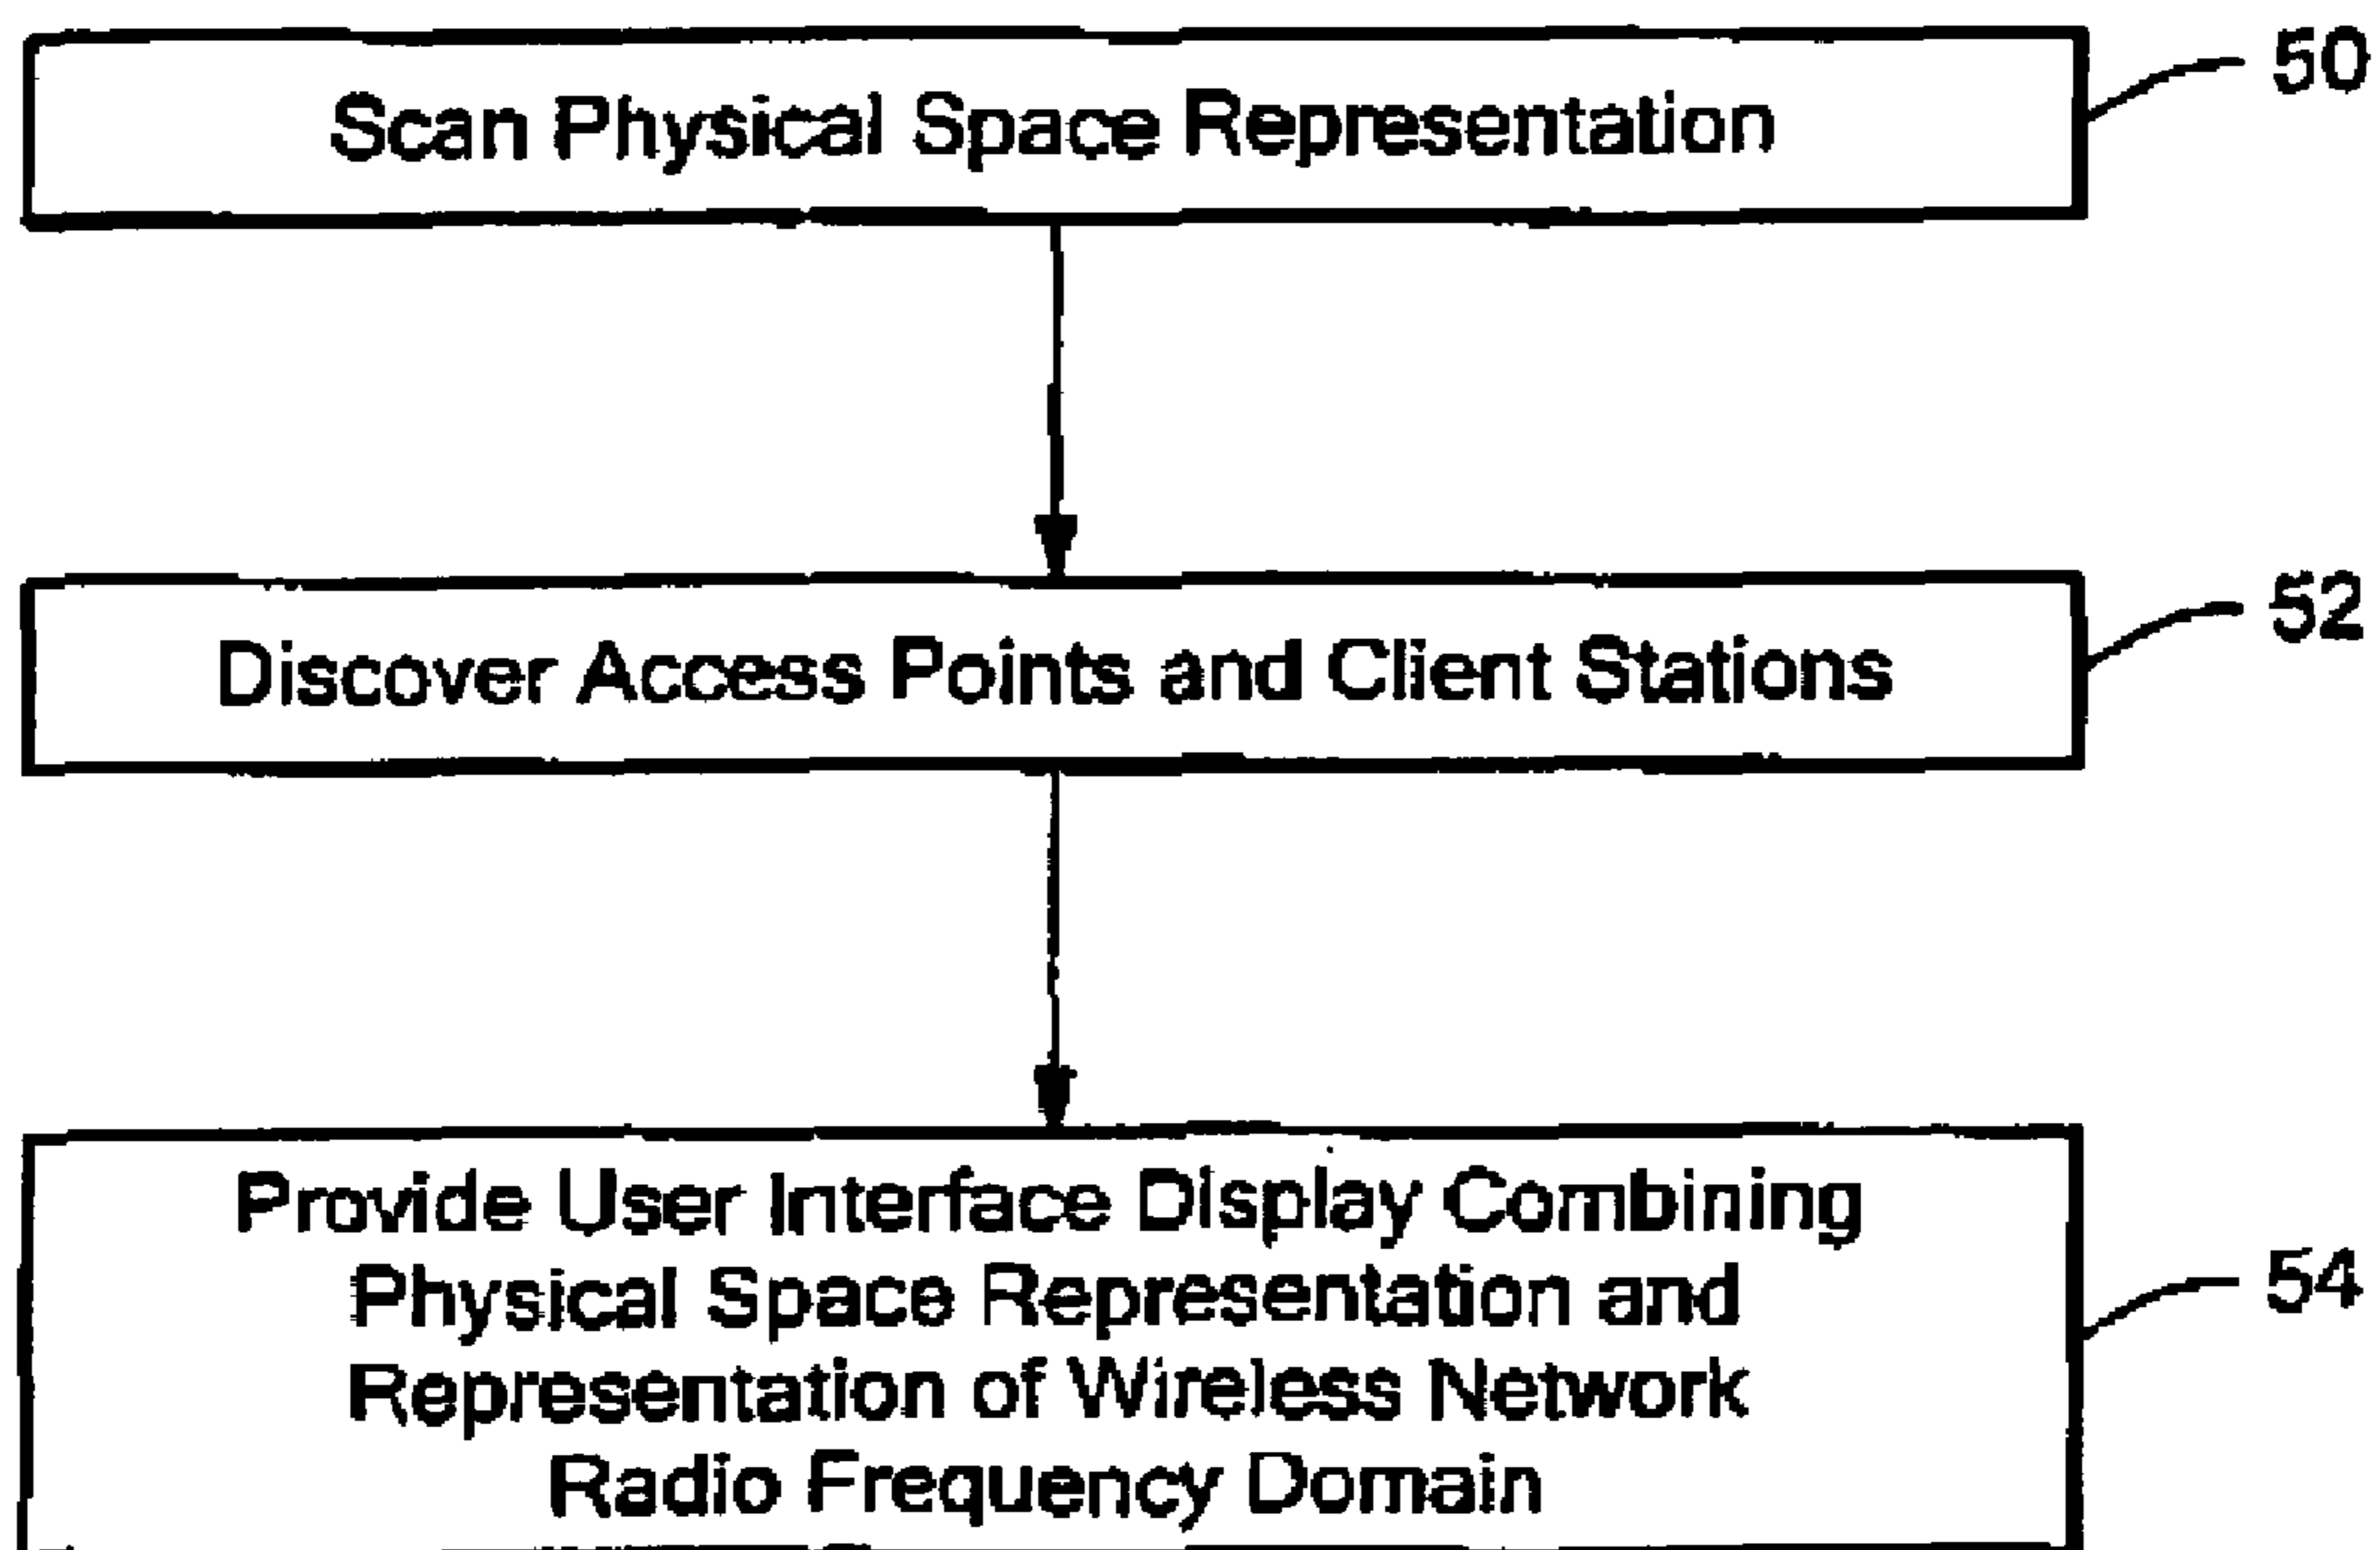 50
Scan Physical Space Representation
52
Discover Access Points and Client Stations
Provide User Interface Display Combining
Physical Space Representation and
54
Representation of Wireless Network
Radio Frequency Domain